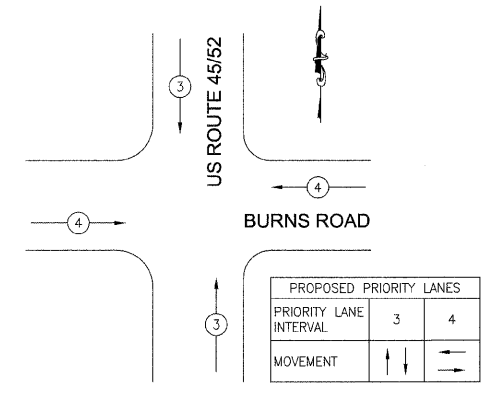 3
US ROUTE 45/52
4
4
BURNS ROAD
3
PROPOSED PRIORITY LANES
PRIORITY LANE INTERVAL 3 4
MOVEMENT